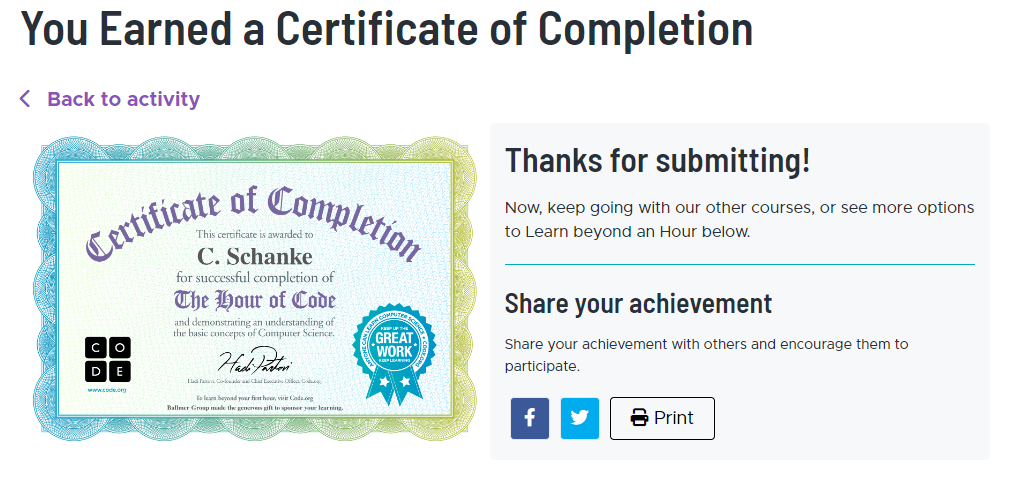 You Earned a Certificate of Completion
Back to activity
Certificate of Completion
This certificate is awarded to
C. Schanke
for successful completion of
The Hour of Code
and demonstrating an understanding of
the basic concepts of Computer Science.
Hadi Partovi
Hadi Partovi, Co-founder and Chief Executive Officer, Code.org
C O
D E
www.code.org
ANYONE CAN LEARN COMPUTER SCIENCE
KEEP UP THE
GREAT
WORK
KEEP LEARNING
CODE.ORG
To learn beyond your first hour, visit Code.org
Ballmer Group made the generous gift to sponsor your learning.
Thanks for submitting!
Now, keep going with our other courses, or see more options
to Learn beyond an Hour below.
Share your achievement
Share your achievement with others and encourage them to
participate.
f
Print